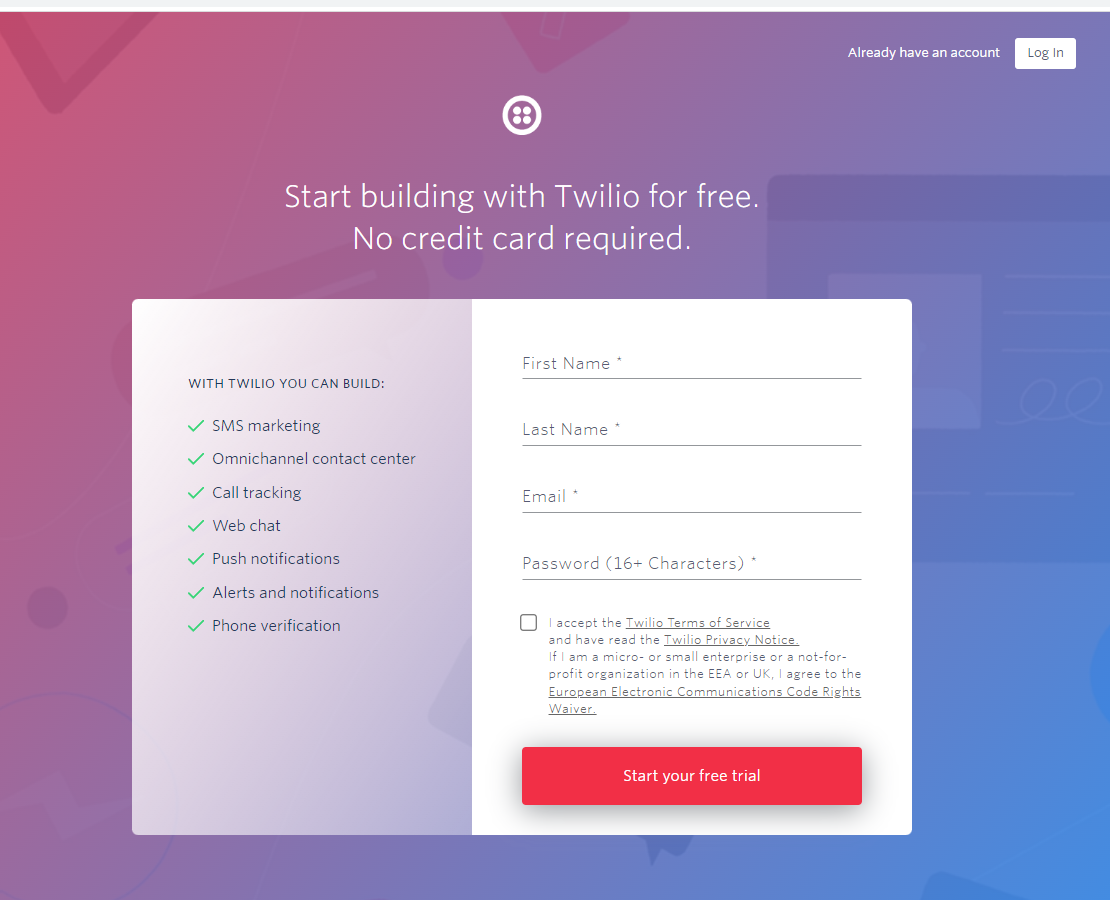 Already have an account
Log In
Start building with Twilio for free.
No credit card required.
WITH TWILIO YOU CAN BUILD:
SMS marketing
Omnichannel contact center
Call tracking
Web chat
Push notifications
Alerts and notifications
Phone verification
First Name *
Last Name *
Email *
Password (16+ Characters) *
I accept the Twilio Terms of Service
and have read the Twilio Privacy Notice.
If I am a micro- or small enterprise or a not-for-
profit organization in the EEA or UK, I agree to the
European Electronic Communications Code Rights
Waiver.
Start your free trial